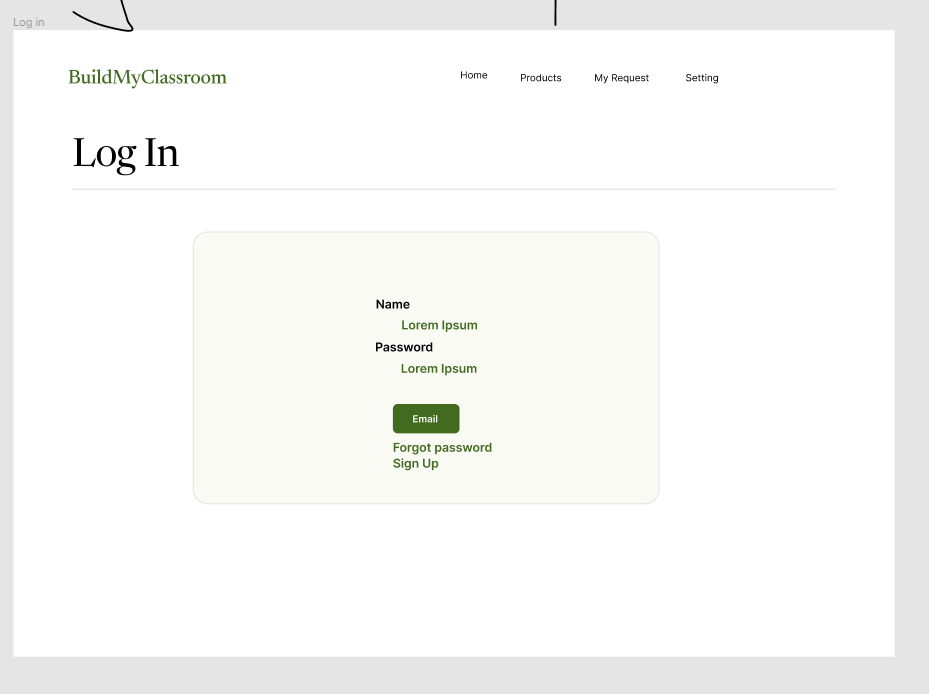 Log in
BuildMyClassroom
Home Products My Request Setting
Log In
Name
Lorem Ipsum
Password
Lorem Ipsum
Email
Forgot password
Sign Up